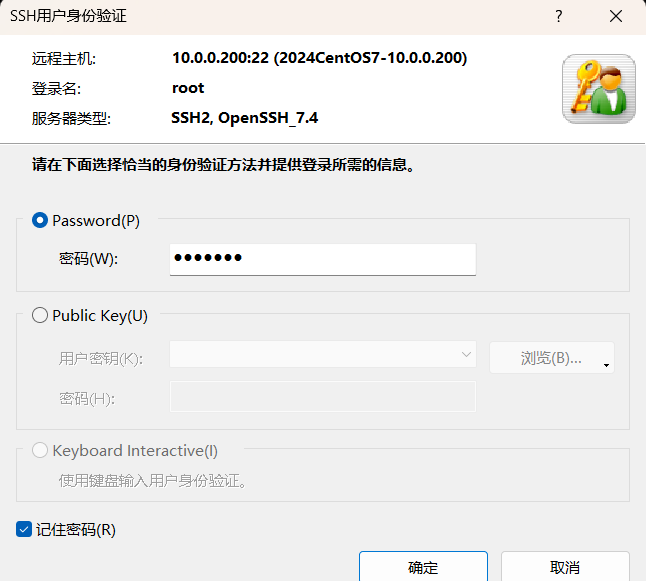 SSH用户身份验证
远程主机: 10.0.0.200:22 (2024CentOS7-10.0.0.200)
登录名: root
服务器类型: SSH2, OpenSSH_7.4
请在下面选择恰当的身份验证方法并提供登录所需的信息。
Password(P)
密码(W): ●●●●●●●
Public Key(U)
用户密钥(K): 浏览(B)...
密码(H):
Keyboard Interactive(I)
使用键盘输入用户身份验证。
记住密码(R)
确定 取消